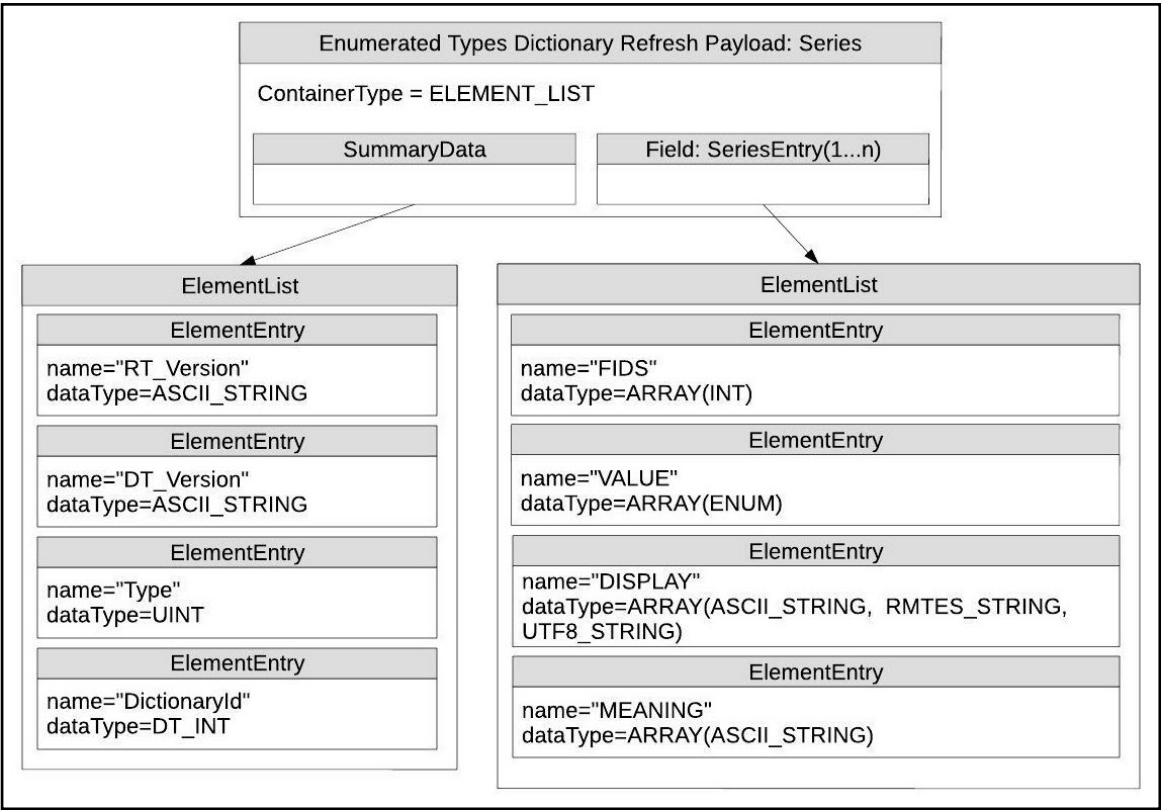 Enumerated Types Dictionary Refresh Payload: Series
ContainerType = ELEMENT_LIST
SummaryData
Field: SeriesEntry(1...n)
ElementList
ElementEntry
name="RT_Version"
dataType=ASCII_STRING
ElementEntry
name="DT_Version"
dataType=ASCII_STRING
ElementEntry
name="Type"
dataType=UINT
ElementEntry
name="DictionaryId"
dataType=DT_INT
ElementList
ElementEntry
name="FIDS"
dataType=ARRAY(INT)
ElementEntry
name="VALUE"
dataType=ARRAY(ENUM)
ElementEntry
name="DISPLAY"
dataType=ARRAY(ASCII_STRING, RMTES_STRING,
UTF8_STRING)
ElementEntry
name="MEANING"
dataType=ARRAY(ASCII_STRING)